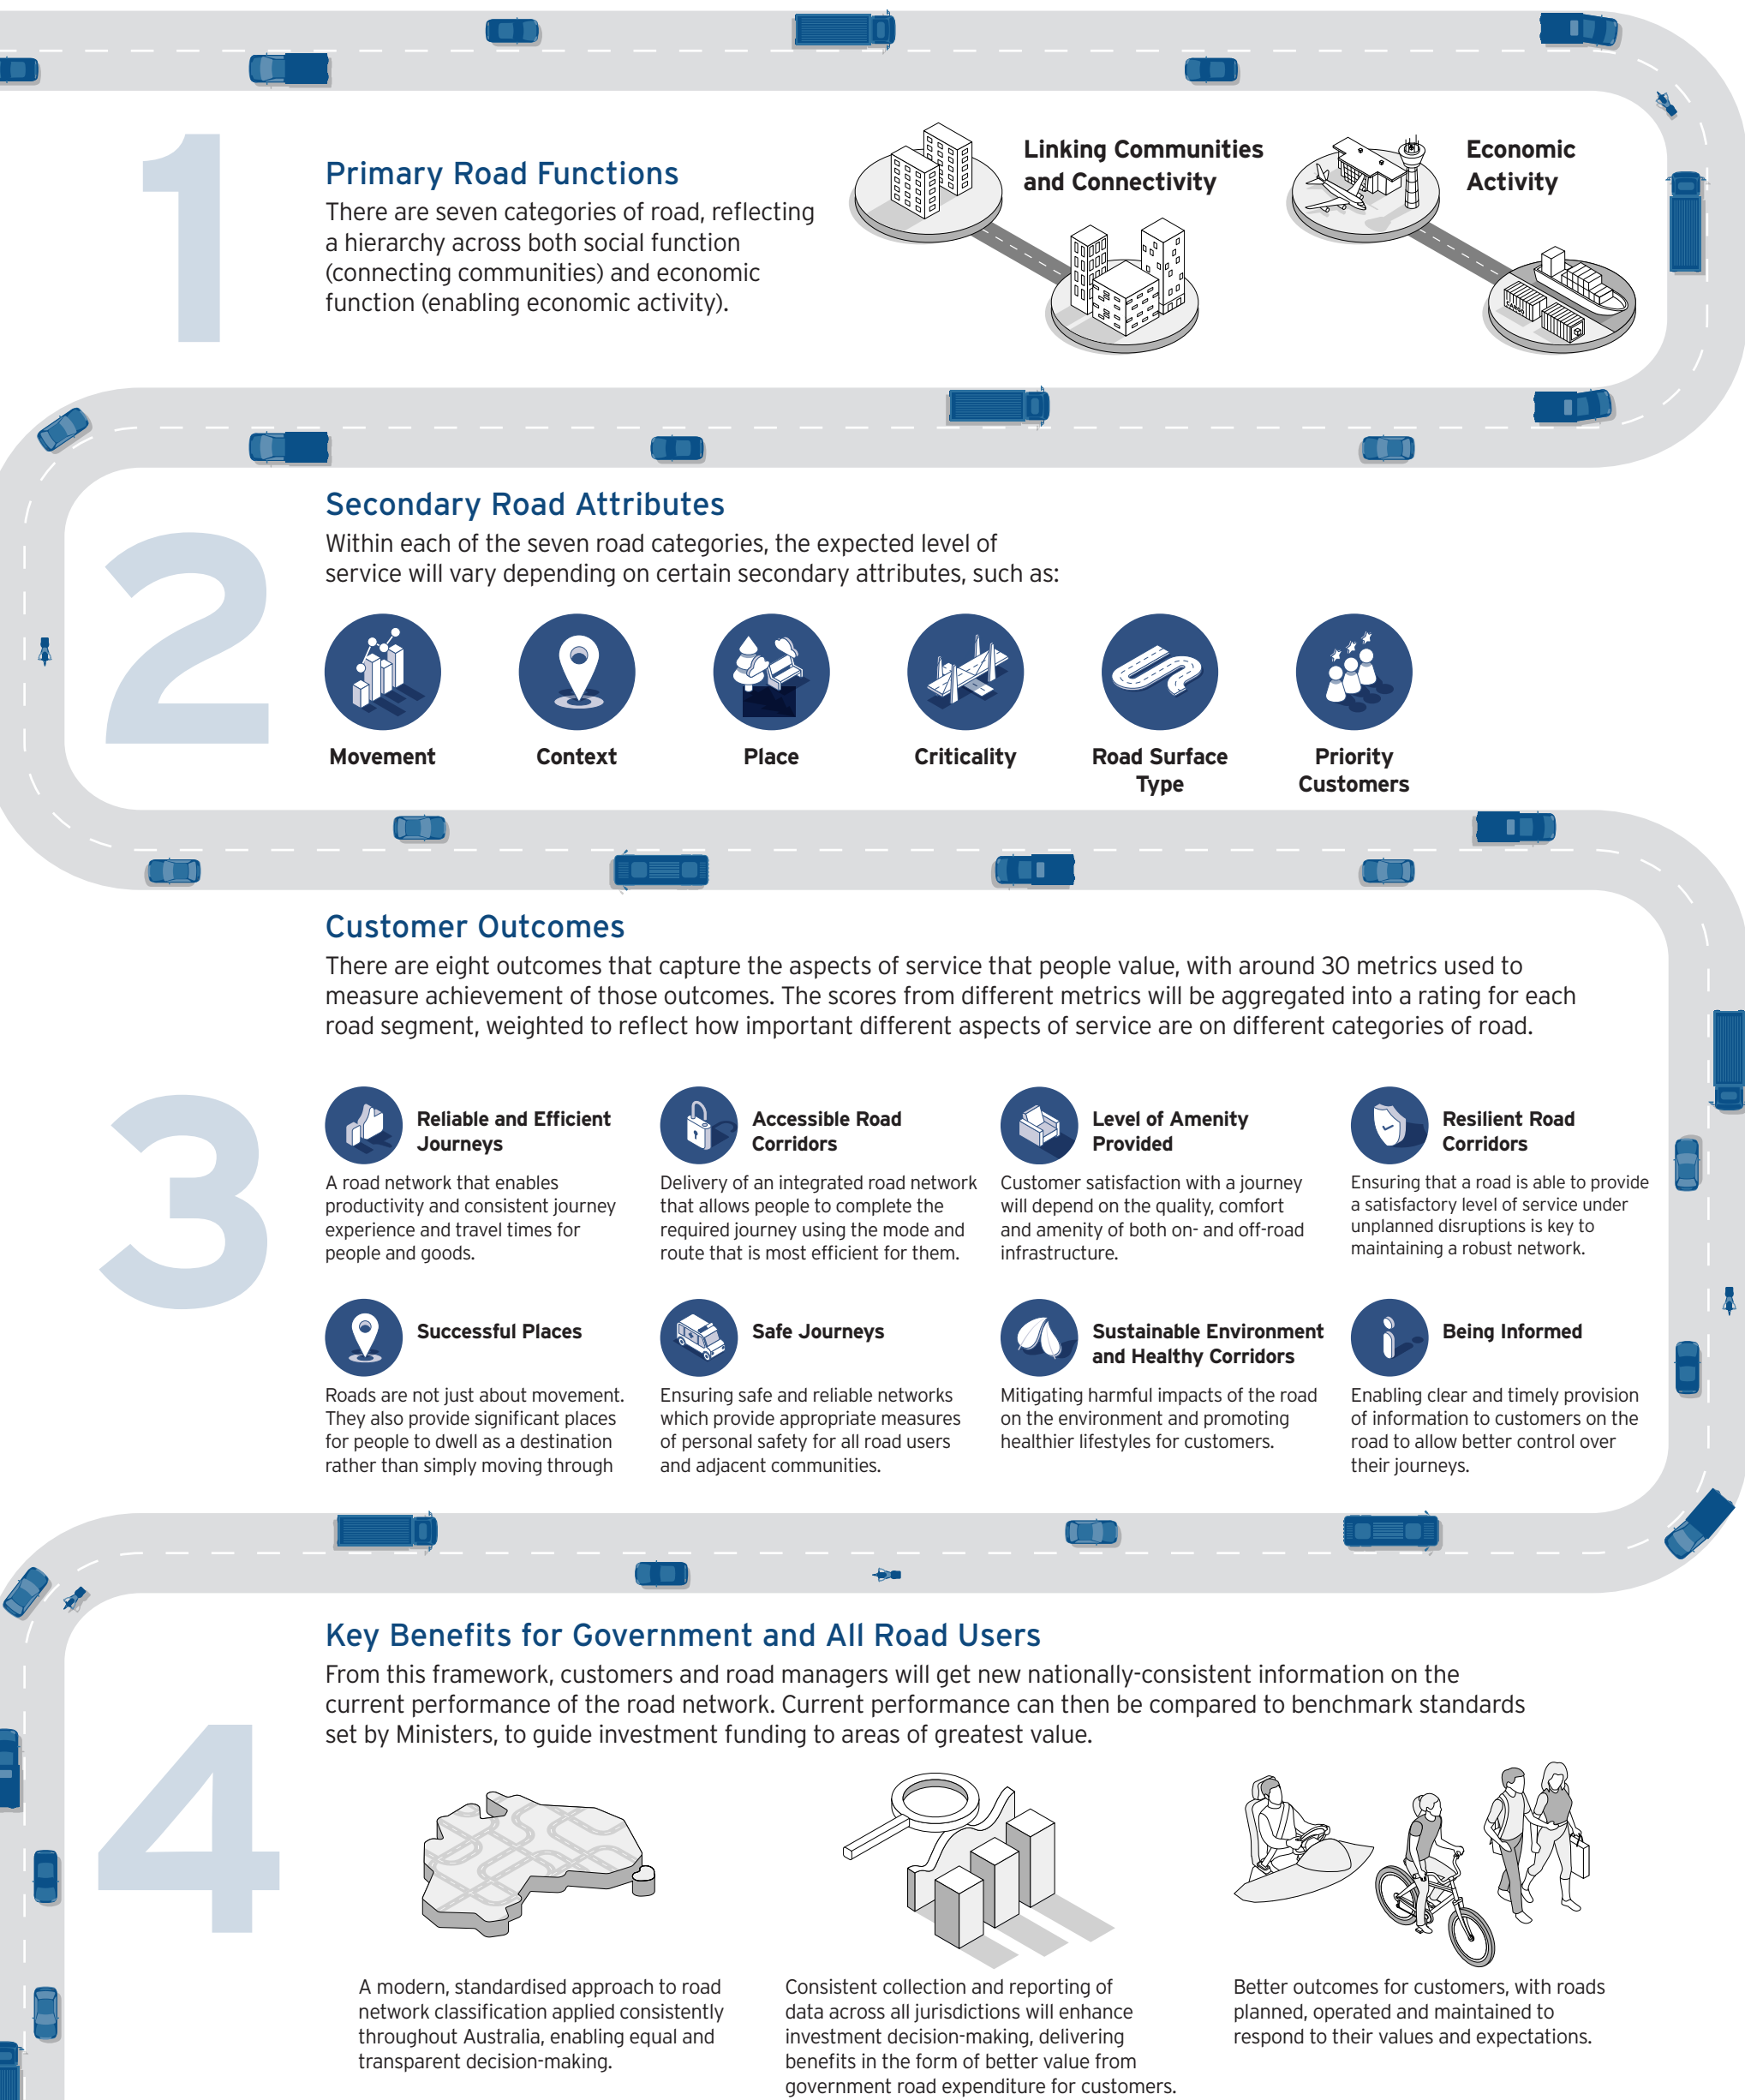 1
Primary Road Functions
There are seven categories of road, reflecting
a hierarchy across both social function
(connecting communities) and economic
function (enabling economic activity).
Linking Communities
and Connectivity
Economic
Activity
2
Secondary Road Attributes
Within each of the seven road categories, the expected level of
service will vary depending on certain secondary attributes, such as:
Movement
Context
Place
Criticality
Road Surface
Type
Priority
Customers
3
Customer Outcomes
There are eight outcomes that capture the aspects of service that people value, with around 30 metrics used to
measure achievement of those outcomes. The scores from different metrics will be aggregated into a rating for each
road segment, weighted to reflect how important different aspects of service are on different categories of road.
Reliable and Efficient
Journeys
A road network that enables
productivity and consistent journey
experience and travel times for
people and goods.
Accessible Road
Corridors
Delivery of an integrated road network
that allows people to complete the
required journey using the mode and
route that is most efficient for them.
Level of Amenity
Provided
Customer satisfaction with a journey
will depend on the quality, comfort
and amenity of both on- and off-road
infrastructure.
Resilient Road
Corridors
Ensuring that a road is able to provide
a satisfactory level of service under
unplanned disruptions is key to
maintaining a robust network.
Successful Places
Roads are not just about movement.
They also provide significant places
for people to dwell as a destination
rather than simply moving through
Safe Journeys
Ensuring safe and reliable networks
which provide appropriate measures
of personal safety for all road users
and adjacent communities.
Sustainable Environment
and Healthy Corridors
Mitigating harmful impacts of the road
on the environment and promoting
healthier lifestyles for customers.
Being Informed
Enabling clear and timely provision
of information to customers on the
road to allow better control over
their journeys.
4
Key Benefits for Government and All Road Users
From this framework, customers and road managers will get new nationally-consistent information on the
current performance of the road network. Current performance can then be compared to benchmark standards
set by Ministers, to guide investment funding to areas of greatest value.
A modern, standardised approach to road
network classification applied consistently
throughout Australia, enabling equal and
transparent decision-making.
Consistent collection and reporting of
data across all jurisdictions will enhance
investment decision-making, delivering
benefits in the form of better value from
government road expenditure for customers.
Better outcomes for customers, with roads
planned, operated and maintained to
respond to their values and expectations.